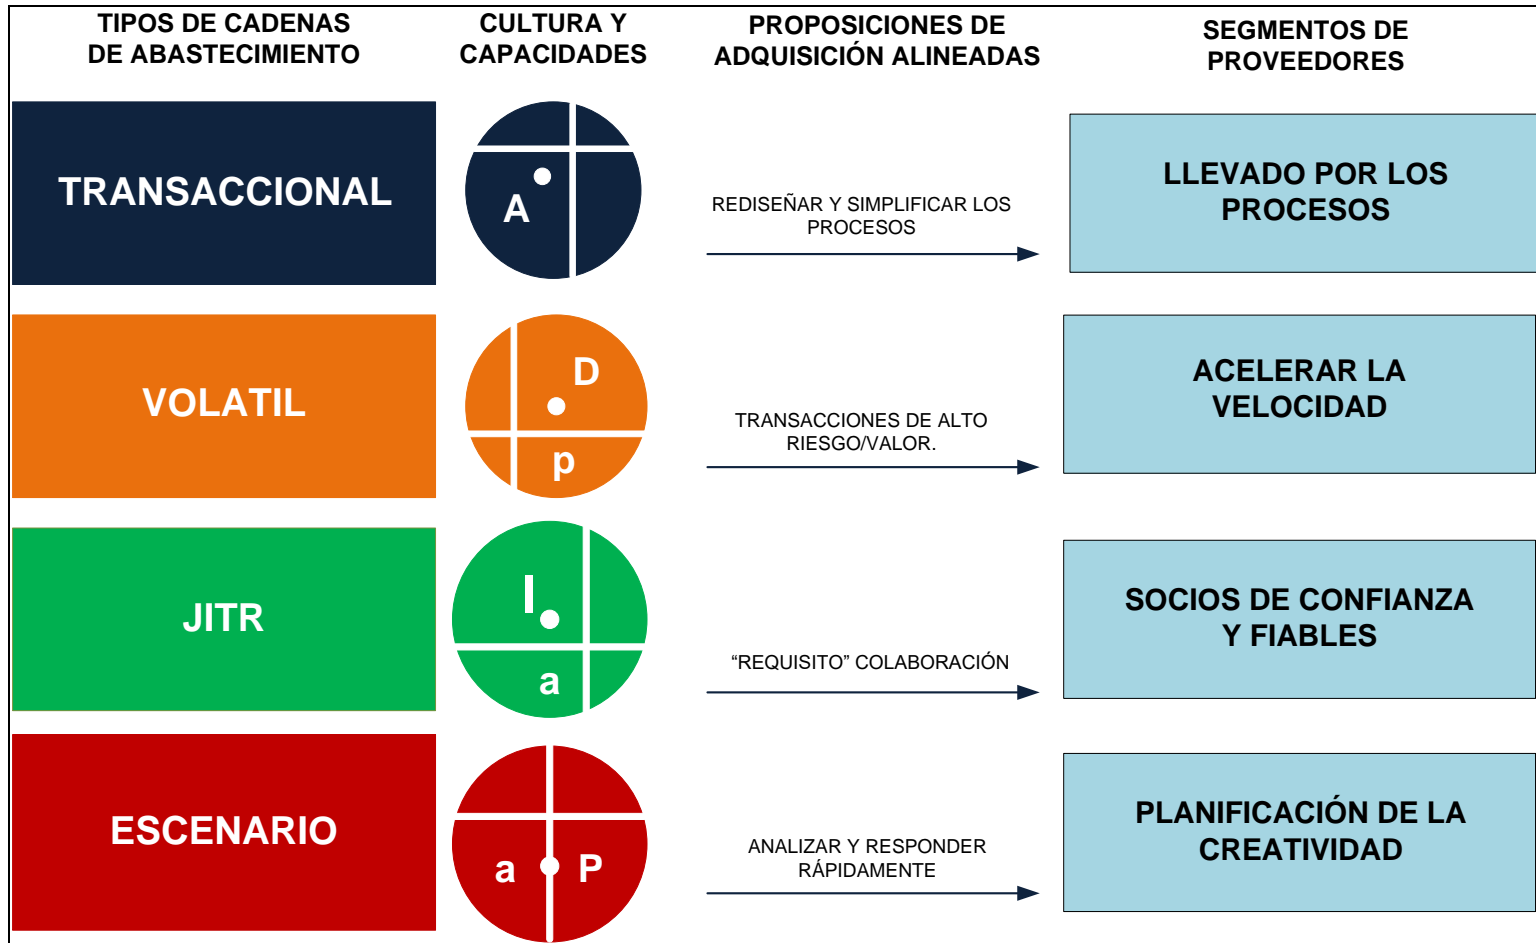 TIPOS DE CADENAS
DE ABASTECIMIENTO
CULTURA Y
CAPACIDADES
PROPOSICIONES DE
ADQUISICIÓN ALINEADAS
SEGMENTOS DE
PROVEEDORES
TRANSACCIONAL
A
REDISEÑAR Y SIMPLIFICAR LOS
PROCESOS
LLEVADO POR LOS
PROCESOS
VOLATIL
D
p
TRANSACCIONES DE ALTO
RIESGO/VALOR.
ACELERAR LA
VELOCIDAD
JITR
I
a
“REQUISITO” COLABORACIÓN
SOCIOS DE CONFIANZA
Y FIABLES
ESCENARIO
a P
ANALIZAR Y RESPONDER
RÁPIDAMENTE
PLANIFICACIÓN DE LA
CREATIVIDAD